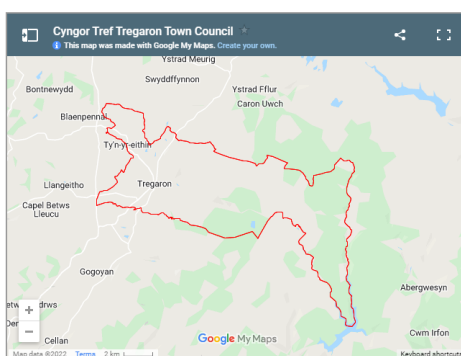 Cyngor Tref Tregaron Town Council
This map was made with Google My Maps. Create your own.
Ystrad Meurig
Swyddffynnon
Bontnewydd
Ystrad Fflur
Caron Uwch
Blaenpennal
Ty'n-yr-eithin
Llangeitho
Tregaron
Capel Betws
Lleucu
Gogoyan
Abergwesyn
drws
Cwm Irfon
Cellan
Google My Maps
Map data ©2022 Terms 2 km
Keyboard shortcuts